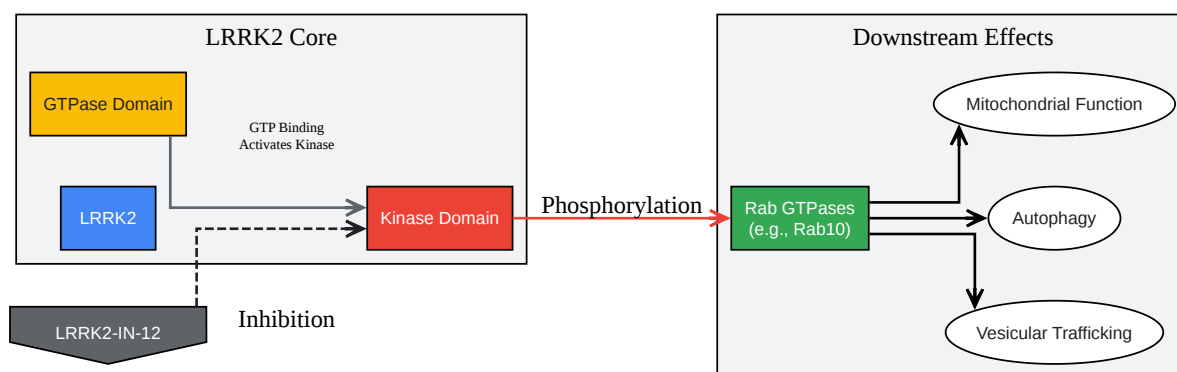 LRRK2 Core
GTPase Domain
GTP Binding
Activates Kinase
LRRK2
Kinase Domain
LRRK2-IN-12
Inhibition
Phosphorylation
Downstream Effects
Rab GTPases
(e.g., Rab10)
Mitochondrial Function
Autophagy
Vesicular Trafficking